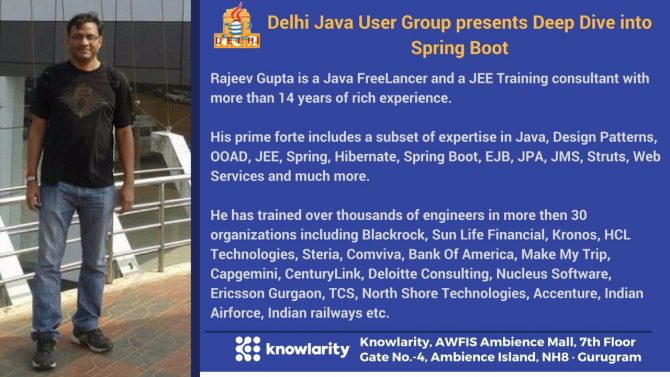 Delhi Java User Group presents Deep Dive into
Spring Boot
DELHI
Rajeev Gupta is a Java FreeLancer and a JEE Training consultant with
more than 14 years of rich experience.
His prime forte includes a subset of expertise in Java, Design Patterns,
OOAD, JEE, Spring, Hibernate, Spring Boot, EJB, JPA, JMS, Struts, Web
Services and much more.
He has trained over thousands of engineers in more then 30
organizations including Blackrock, Sun Life Financial, Kronos, HCL
Technologies, Steria, Comviva, Bank Of America, Make My Trip,
Capgemini, CenturyLink, Deloitte Consulting, Nucleus Software,
Ericsson Gurgaon, TCS, North Shore Technologies, Accenture, Indian
Airforce, Indian railways etc.
knowlarity
Knowlarity, AWFIS Ambience Mall, 7th Floor
Gate No.-4, Ambience Island, NH8 · Gurugram